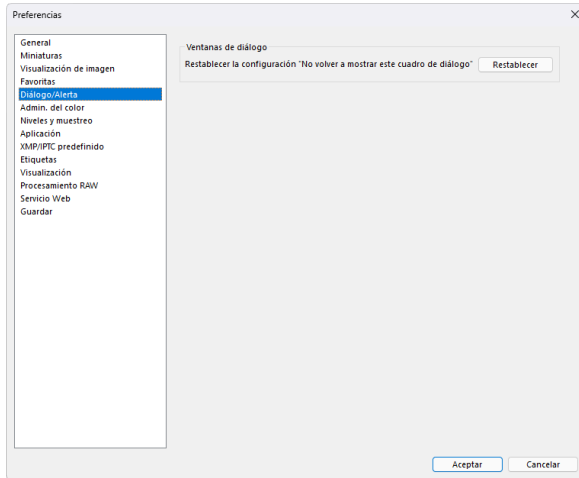 Preferencias
General
Miniaturas
Visualización de imagen
Favoritas
Diálogo/Alerta
Admin. del color
Niveles y muestreo
Aplicación
XMP/IPTC predefinido
Etiquetas
Visualización
Procesamiento RAW
Servicio Web
Guardar
Ventanas de diálogo
Restablecer la configuración "No volver a mostrar este cuadro de diálogo" Restablecer
Aceptar Cancelar